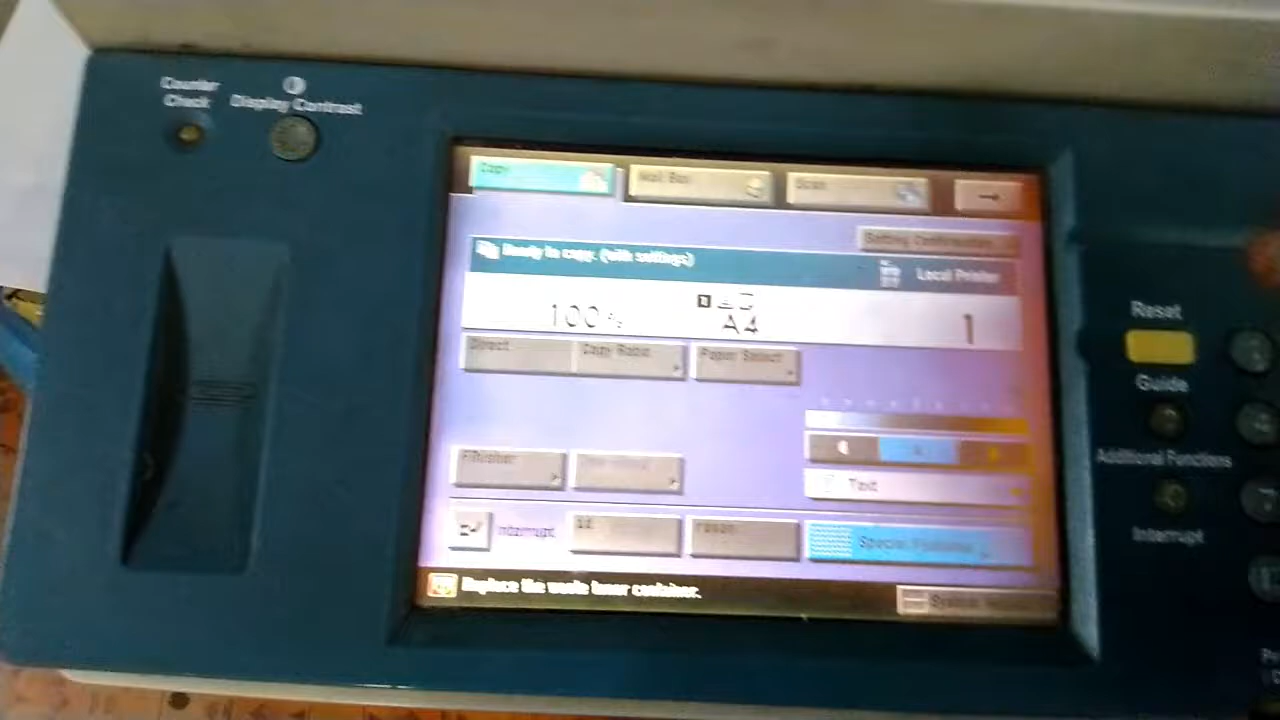 Counter
Check
Display Contrast
Copy
Mail Box
Scan
Ready to copy. (with settings)
Local Printer
100%
A4
1
Direct
Copy Ratio
Paper Select
Finisher
Text
Interrupt
Special Features
Replace the waste toner container.
System
Reset
Guide
Additional Functions
Interrupt